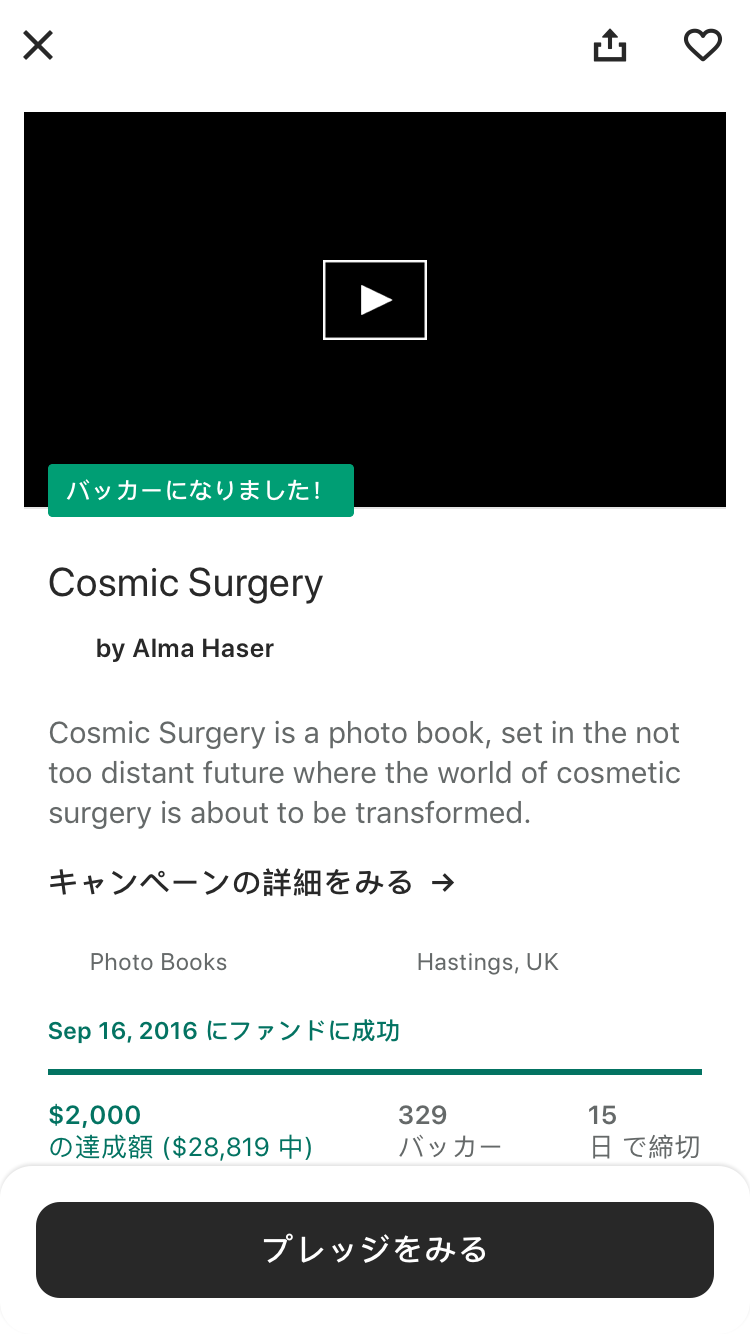 バッカーになりました！
Cosmic Surgery
by Alma Haser
Cosmic Surgery is a photo book, set in the not
too distant future where the world of cosmetic
surgery is about to be transformed.
キャンペーンの詳細をみる →
Photo Books
Hastings, UK
Sep 16, 2016 にファンドに成功
$2,000
の達成額 ($28,819 中)
329
バッカー
15
日 で締切
プレッジをみる